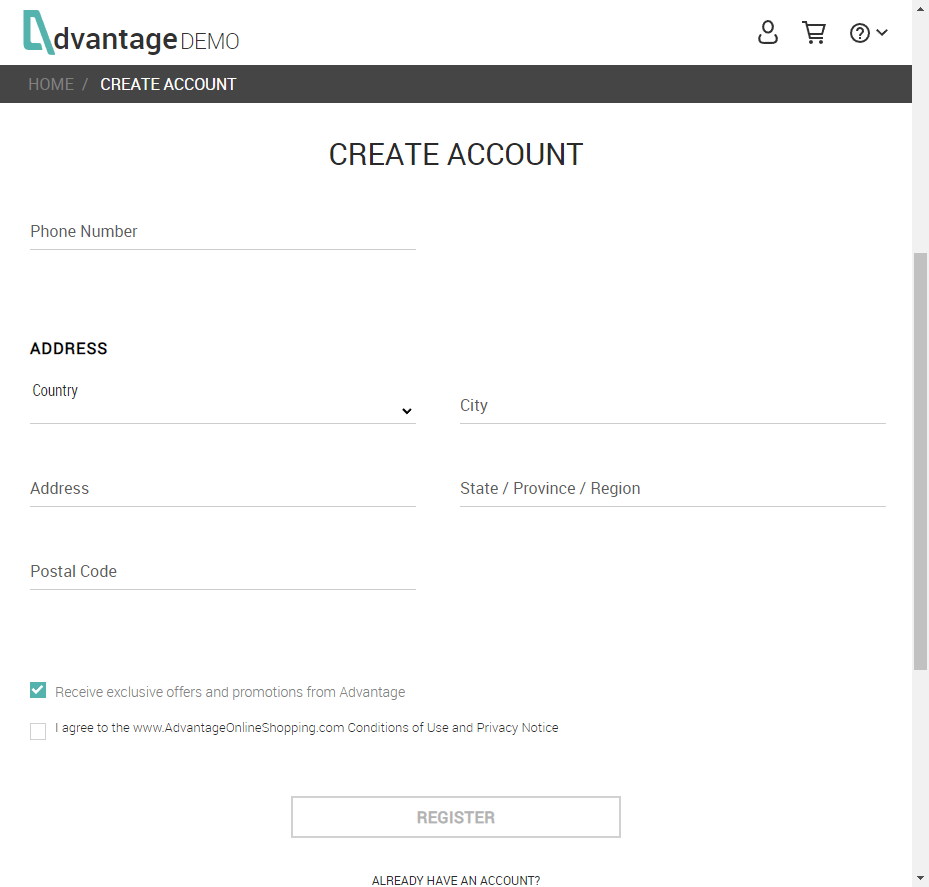 dvantage DEMO
HOME / CREATE ACCOUNT
CREATE ACCOUNT
Phone Number
ADDRESS
Country
City
Address
State / Province / Region
Postal Code
Receive exclusive offers and promotions from Advantage
I agree to the www.AdvantageOnlineShopping.com Conditions of Use and Privacy Notice
REGISTER
ALREADY HAVE AN ACCOUNT?